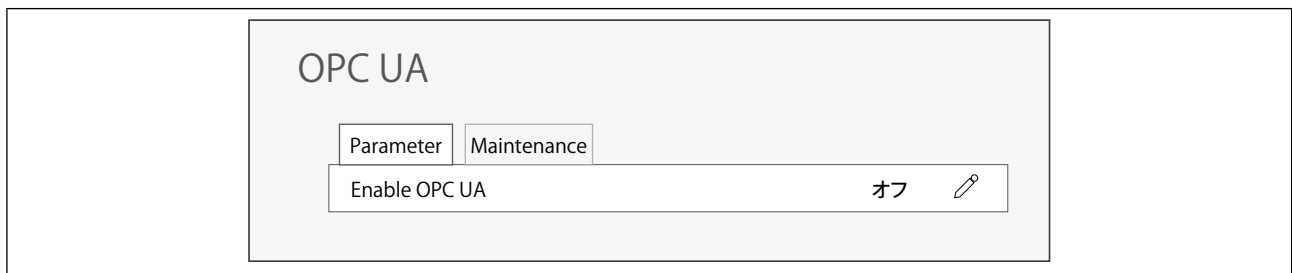 OPC UA
Parameter Maintenance
Enable OPC UA オフ